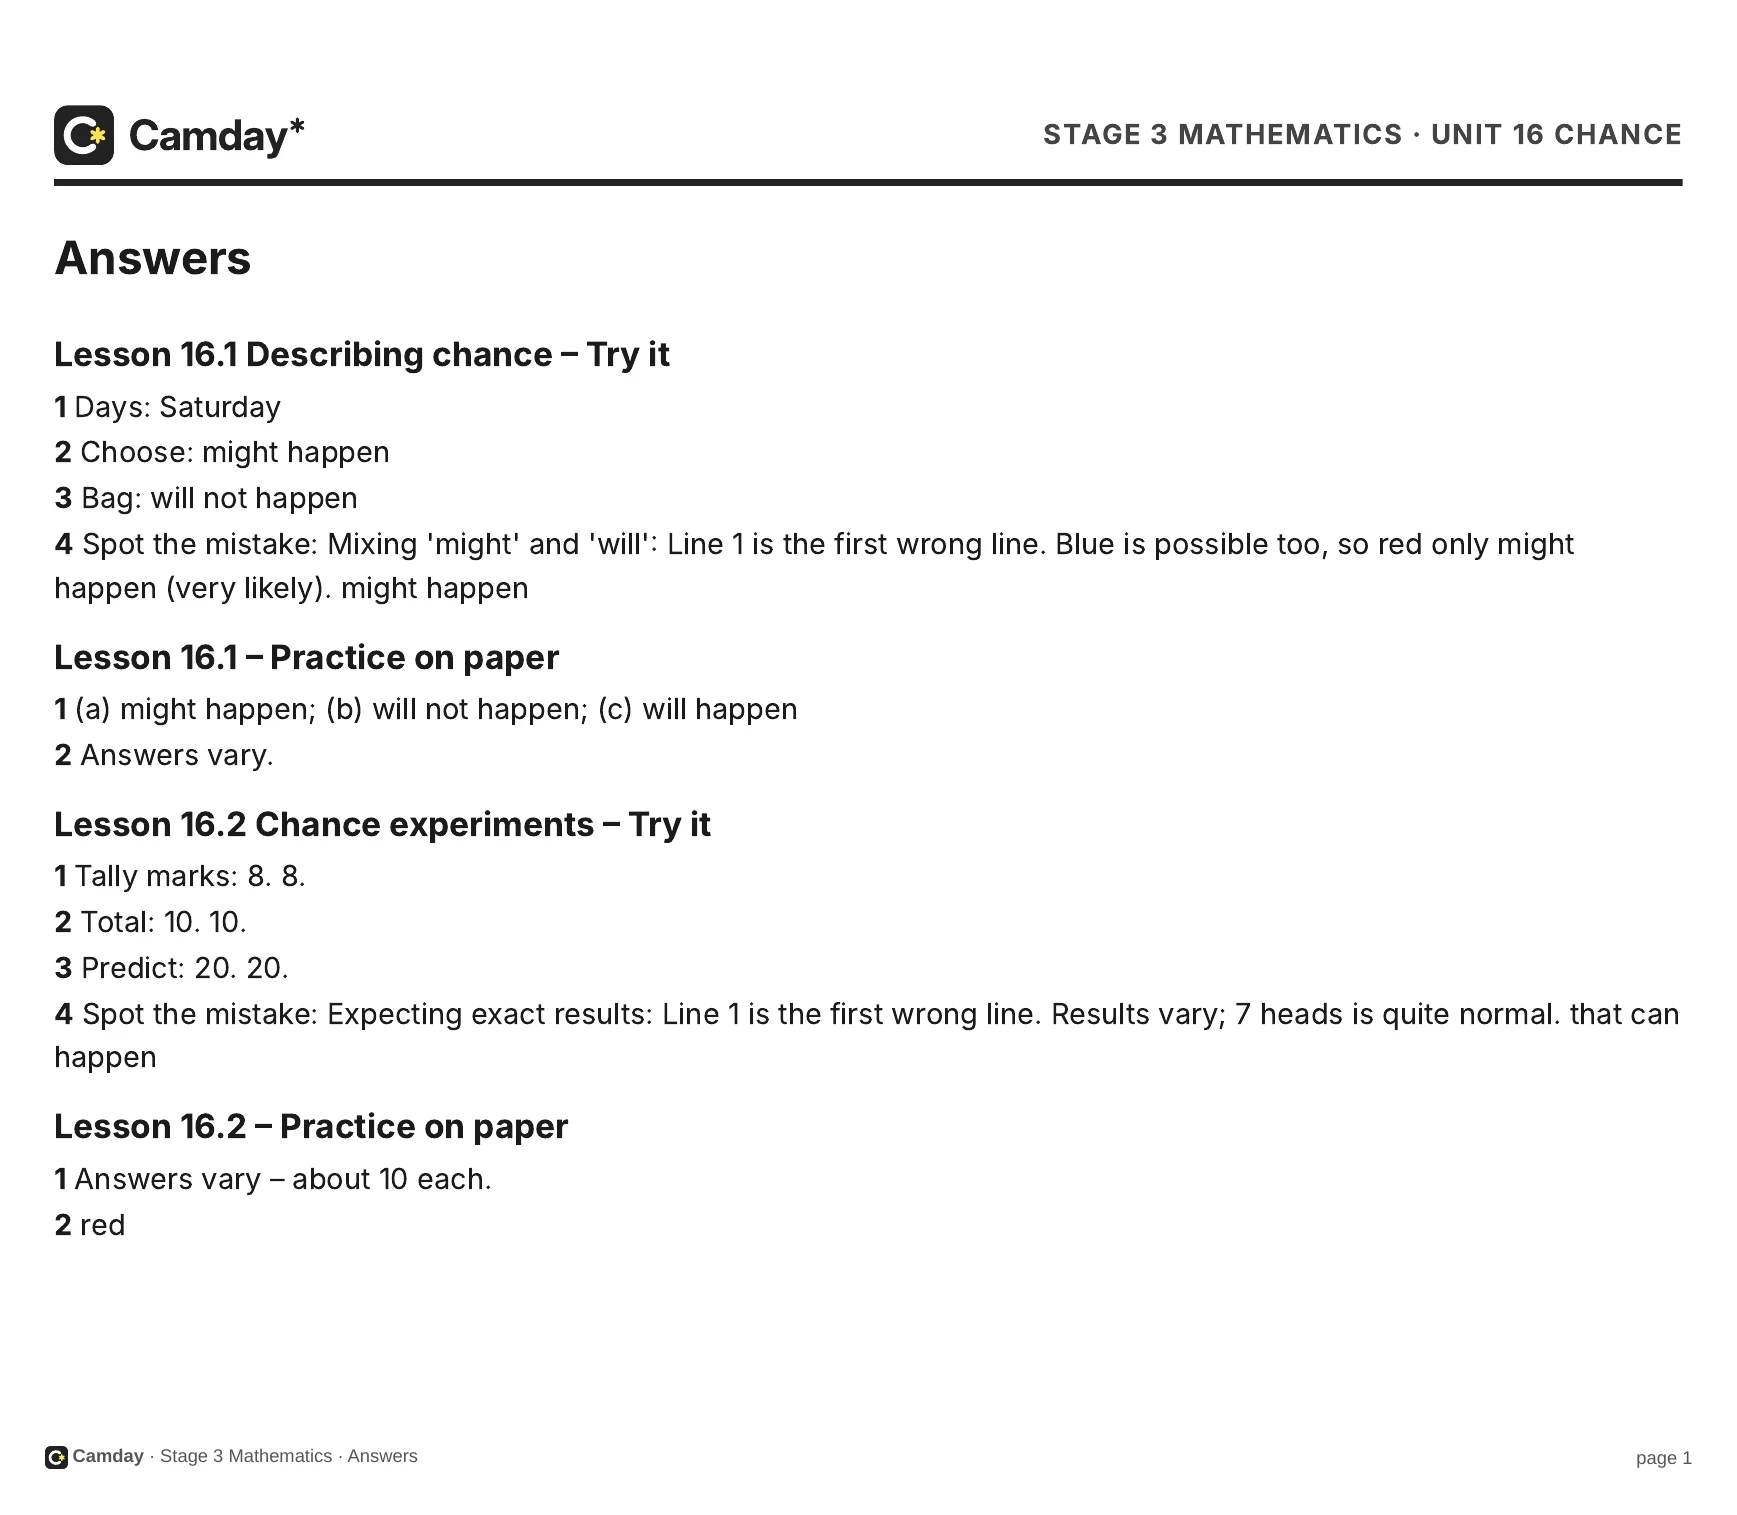 Camday*
STAGE 3 MATHEMATICS · UNIT 16 CHANCE
Answers
Lesson 16.1 Describing chance – Try it
1 Days: Saturday
2 Choose: might happen
3 Bag: will not happen
4 Spot the mistake: Mixing 'might' and 'will': Line 1 is the first wrong line. Blue is possible too, so red only might
happen (very likely). might happen
Lesson 16.1 – Practice on paper
1 (a) might happen; (b) will not happen; (c) will happen
2 Answers vary.
Lesson 16.2 Chance experiments – Try it
1 Tally marks: 8. 8.
2 Total: 10. 10.
3 Predict: 20. 20.
4 Spot the mistake: Expecting exact results: Line 1 is the first wrong line. Results vary; 7 heads is quite normal. that can
happen
Lesson 16.2 – Practice on paper
1 Answers vary – about 10 each.
2 red
Camday · Stage 3 Mathematics · Answers
page 1